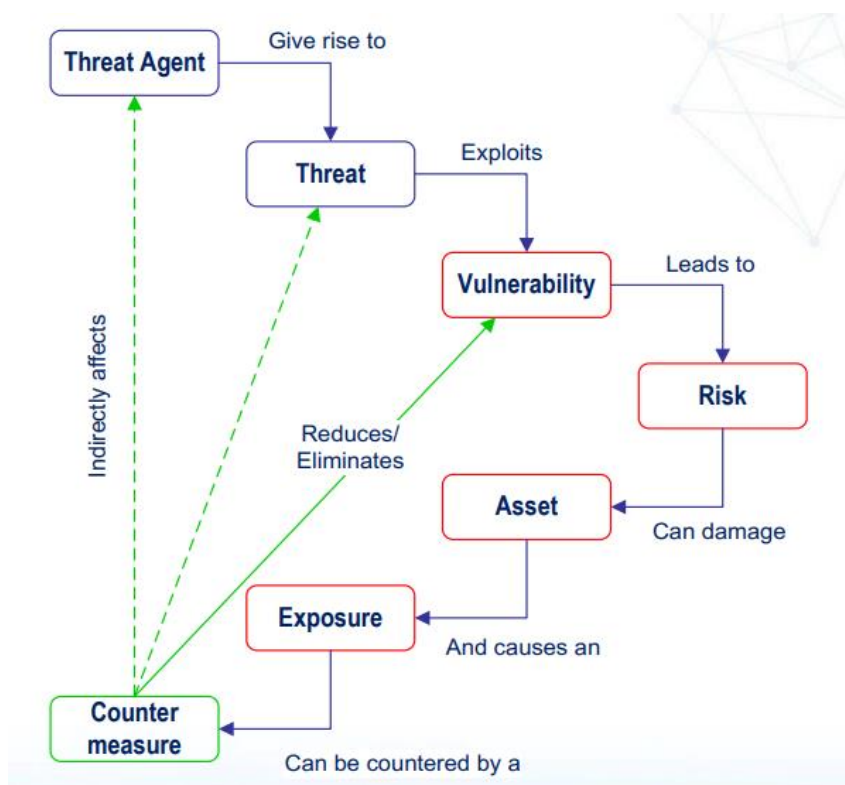 Give rise to
Threat Agent
Threat
Exploits
Vulnerability
Leads to
Risk
Indirectly affects
Reduces/
Eliminates
Asset
Can damage
Exposure
And causes an
Counter
measure
Can be countered by a